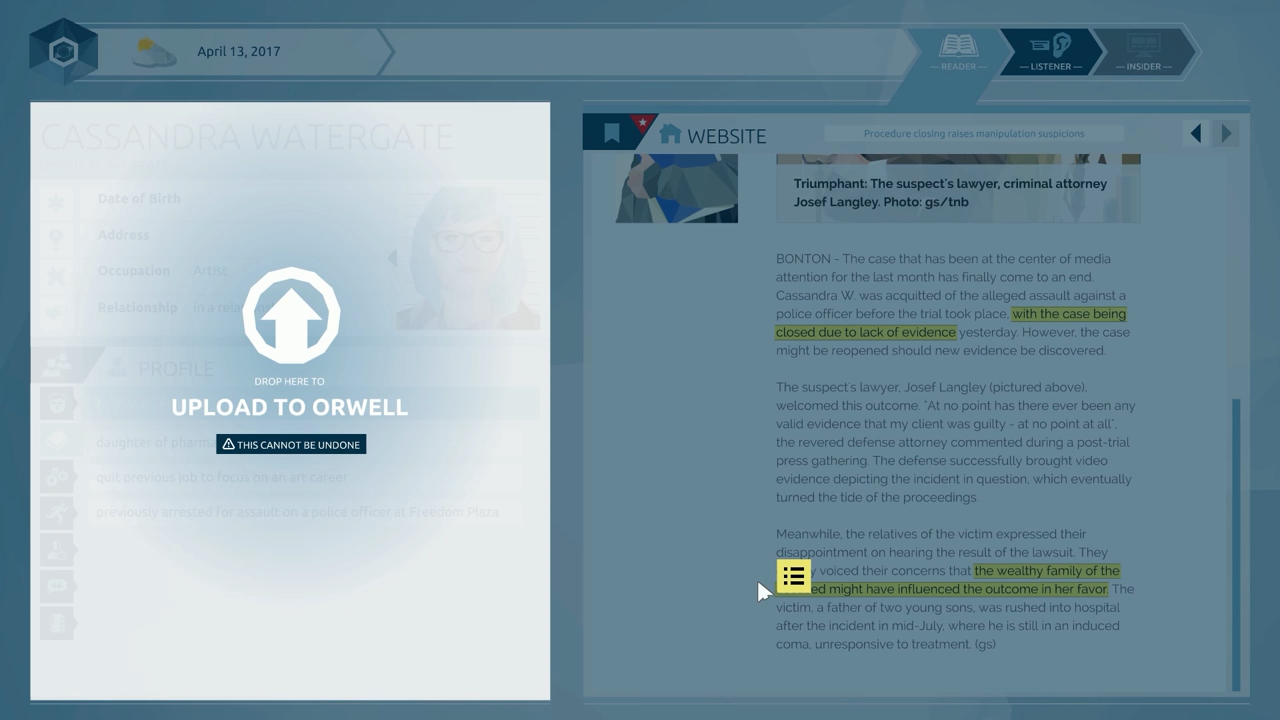 April 13, 2017
— READER —
— LISTENER —
— INSIDER —
CASSANDRA WATERGATE
Date of Birth
Address
Occupation Artist
Relationship in a rela
PROFILE
DROP HERE TO
UPLOAD TO ORWELL
THIS CANNOT BE UNDONE
daughter of pharma
quit previous job to focus on an art career
previously arrested for assault on a police officer at Freedom Plaza
WEBSITE
Procedure closing raises manipulation suspicions
Triumphant: The suspect's lawyer, criminal attorney
Josef Langley. Photo: gs/tnb
BONTON - The case that has been at the center of media
attention for the last month has finally come to an end.
Cassandra W. was acquitted of the alleged assault against a
police officer before the trial took place, with the case being
closed due to lack of evidence yesterday. However, the case
might be reopened should new evidence be discovered.
The suspect's lawyer, Josef Langley (pictured above),
welcomed this outcome. "At no point has there ever been any
valid evidence that my client was guilty - at no point at all",
the revered defense attorney commented during a post-trial
press gathering. The defense successfully brought video
evidence depicting the incident in question, which eventually
turned the tide of the proceedings.
Meanwhile, the relatives of the victim expressed their
disappointment on hearing the result of the lawsuit. They
voiced their concerns that the wealthy family of the
might have influenced the outcome in her favor. The
victim, a father of two young sons, was rushed into hospital
after the incident in mid-July, where he is still in an induced
coma, unresponsive to treatment. (gs)